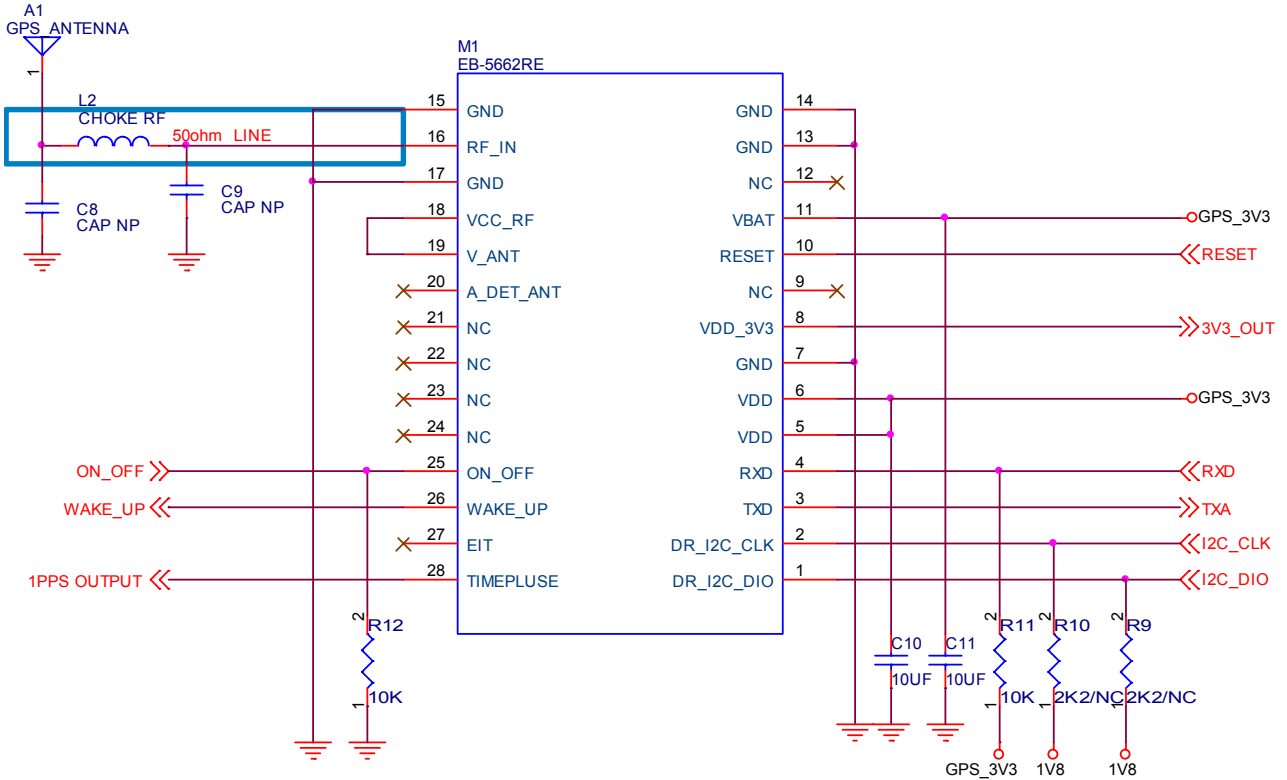 A1
GPS_ANTENNA
1
L2
CHOKE RF
50ohm LINE
C8
CAP NP
C9
CAP NP
M1
EB-5662RE
15 GND
16 RF_IN
17 GND
18 VCC_RF
19 V_ANT
20 A_DET_ANT
21 NC
22 NC
23 NC
24 NC
25 ON_OFF
26 WAKE_UP
27 EIT
28 TIMEPLUSE
ON_OFF
WAKE_UP
1PPS OUTPUT
GND 14
GND 13
NC 12
VBAT 11
RESET 10
NC 9
VDD_3V3 8
GND 7
VDD 6
VDD 5
RXD 4
TXD 3
DR_I2C_CLK 2
DR_I2C_DIO 1
GPS_3V3
RESET
3V3_OUT
GPS_3V3
RXD
TXA
I2C_CLK
I2C_DIO
2
R12
10K
1
C10
10UF
C11
10UF
2
R11
10K
1
GPS_3V3
2
R10
2K2/NC
1
1V8
2
R9
2K2/NC
1
1V8